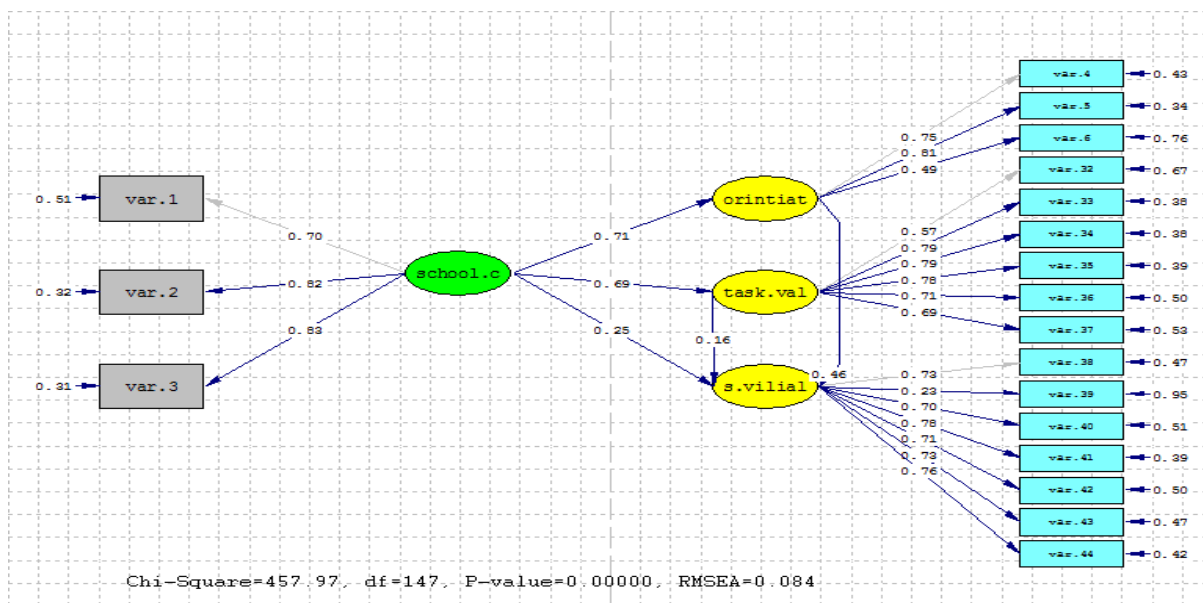 0.51
var.1
0.70
0.32
var.2
0.82
0.31
var.3
0.83
school.c
0.71
0.69
0.25
orintiat
task.val
0.16
s.vilial
0.46
0.75
0.81
0.49
0.57
0.79
0.79
0.78
0.71
0.69
0.73
0.23
0.70
0.78
0.71
0.73
0.76
var.4 0.43
var.5 0.34
var.6 0.76
var.32 0.67
var.33 0.38
var.34 0.38
var.35 0.39
var.36 0.50
var.37 0.53
var.38 0.47
var.39 0.95
var.40 0.51
var.41 0.39
var.42 0.50
var.43 0.47
var.44 0.42
Chi-Square=457.97, df=147, P-value=0.00000, RMSEA=0.084